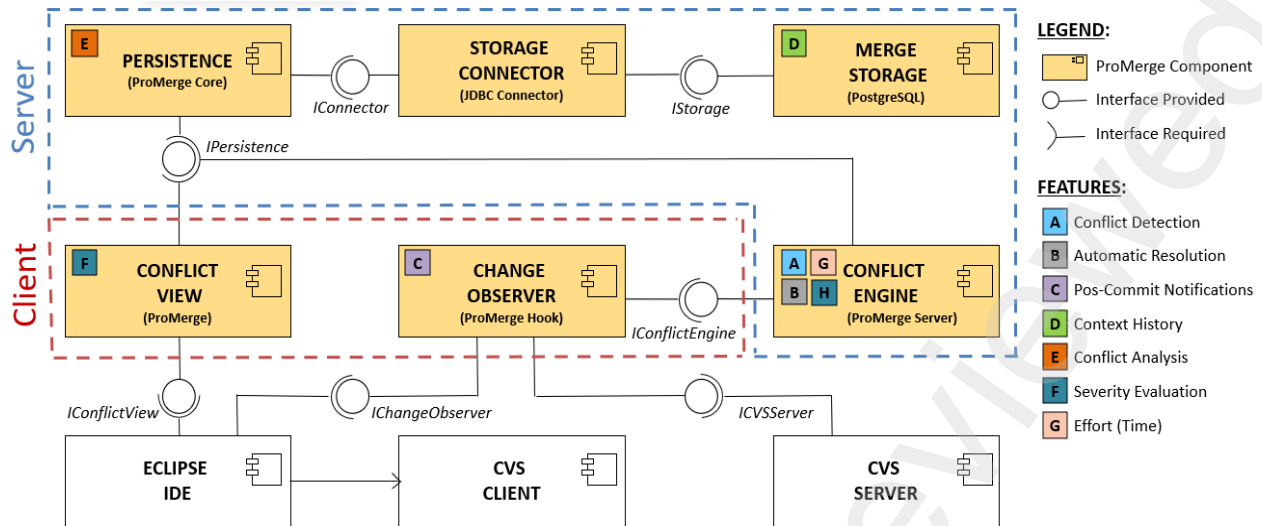 Server
Client
E
PERSISTENCE
(ProMerge Core)
IConnector
STORAGE
CONNECTOR
(JDBC Connector)
IStorage
D
MERGE
STORAGE
(PostgreSQL)
IPersistence
F
CONFLICT
VIEW
(ProMerge)
C
CHANGE
OBSERVER
(ProMerge Hook)
IConflictEngine
A G
B H
CONFLICT
ENGINE
(ProMerge Server)
IConflictView
IChangeObserver
ICVSServer
ECLIPSE
IDE
CVS
CLIENT
CVS
SERVER
LEGEND:
ProMerge Component
Interface Provided
Interface Required
FEATURES:
A Conflict Detection
B Automatic Resolution
C Pos-Commit Notifications
D Context History
E Conflict Analysis
F Severity Evaluation
G Effort (Time)
eviewed